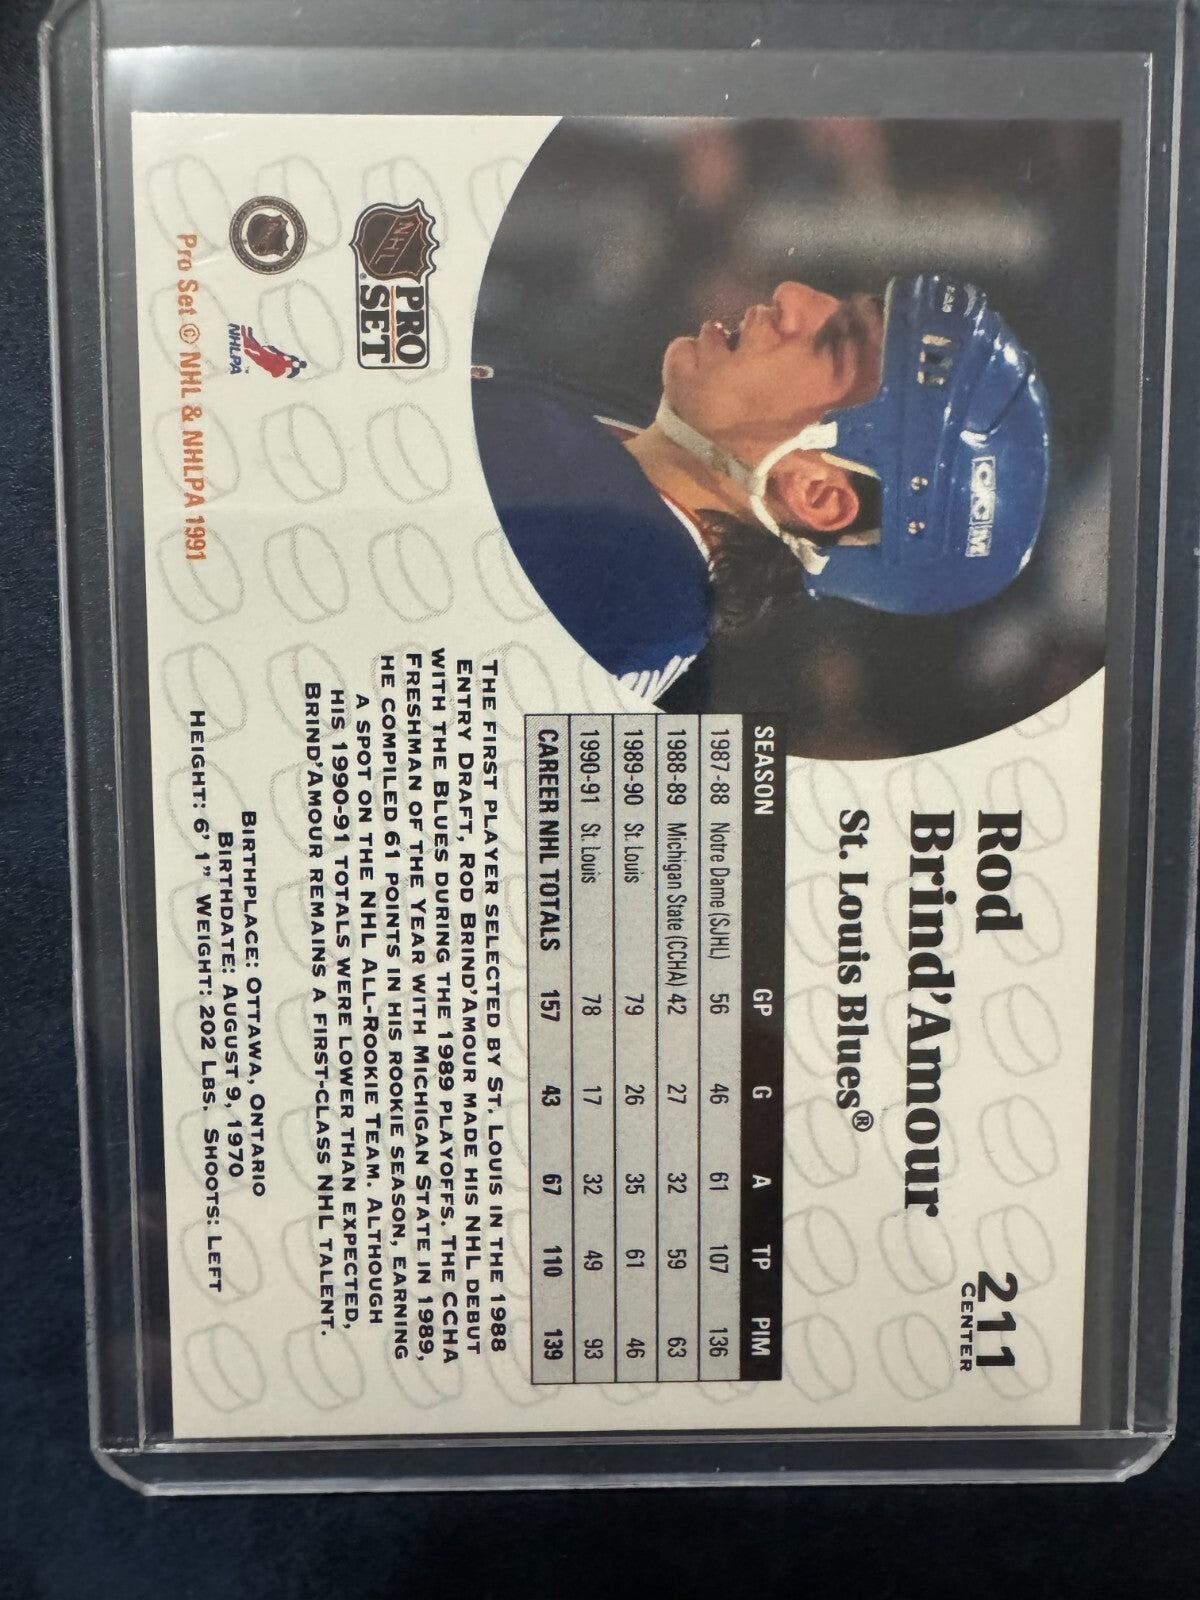 Rod
Brind'Amour
St. Louis Blues®
211
CENTER
CCM
SEASON GP G A TP PIM
1987-88 Notre Dame (SJHL) 56 46 61 107 136
1988-89 Michigan State (CCHA) 42 27 32 59 63
1989-90 St. Louis 79 26 35 61 46
1990-91 St. Louis 78 17 32 49 93
CAREER NHL TOTALS 157 43 67 110 139
THE FIRST PLAYER SELECTED BY ST. LOUIS IN THE 1988
ENTRY DRAFT, ROD BRIND'AMOUR MADE HIS NHL DEBUT
WITH THE BLUES DURING THE 1989 PLAYOFFS. THE CCHA
FRESHMAN OF THE YEAR WITH MICHIGAN STATE IN 1989,
HE COMPILED 61 POINTS IN HIS ROOKIE SEASON, EARNING
A SPOT ON THE NHL ALL-ROOKIE TEAM. ALTHOUGH
HIS 1990-91 TOTALS WERE LOWER THAN EXPECTED,
BRIND'AMOUR REMAINS A FIRST-CLASS NHL TALENT.
BIRTHPLACE: OTTAWA, ONTARIO
BIRTHDATE: AUGUST 9, 1970
HEIGHT: 6' 1" WEIGHT: 202 LBS. SHOOTS: LEFT
NHL
PRO
SET®
NHL
NHLPA™
Pro Set © NHL & NHLPA 1991